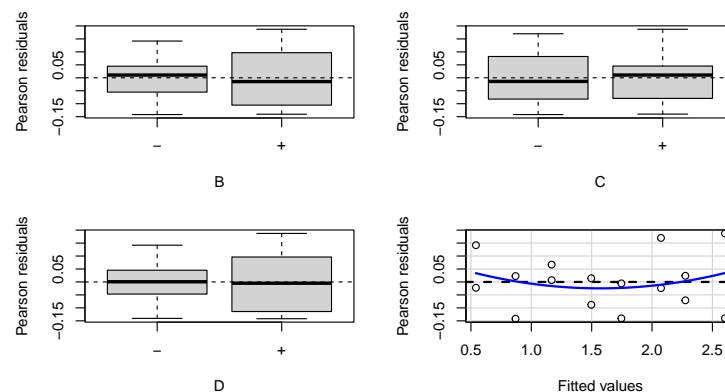 Pearson residuals
0.05
−0.15
−
+
B
Pearson residuals
0.05
−0.15
−
+
C
Pearson residuals
0.05
−0.15
−
+
D
Pearson residuals
0.05
−0.15
0.5 1.0 1.5 2.0 2.5
Fitted values